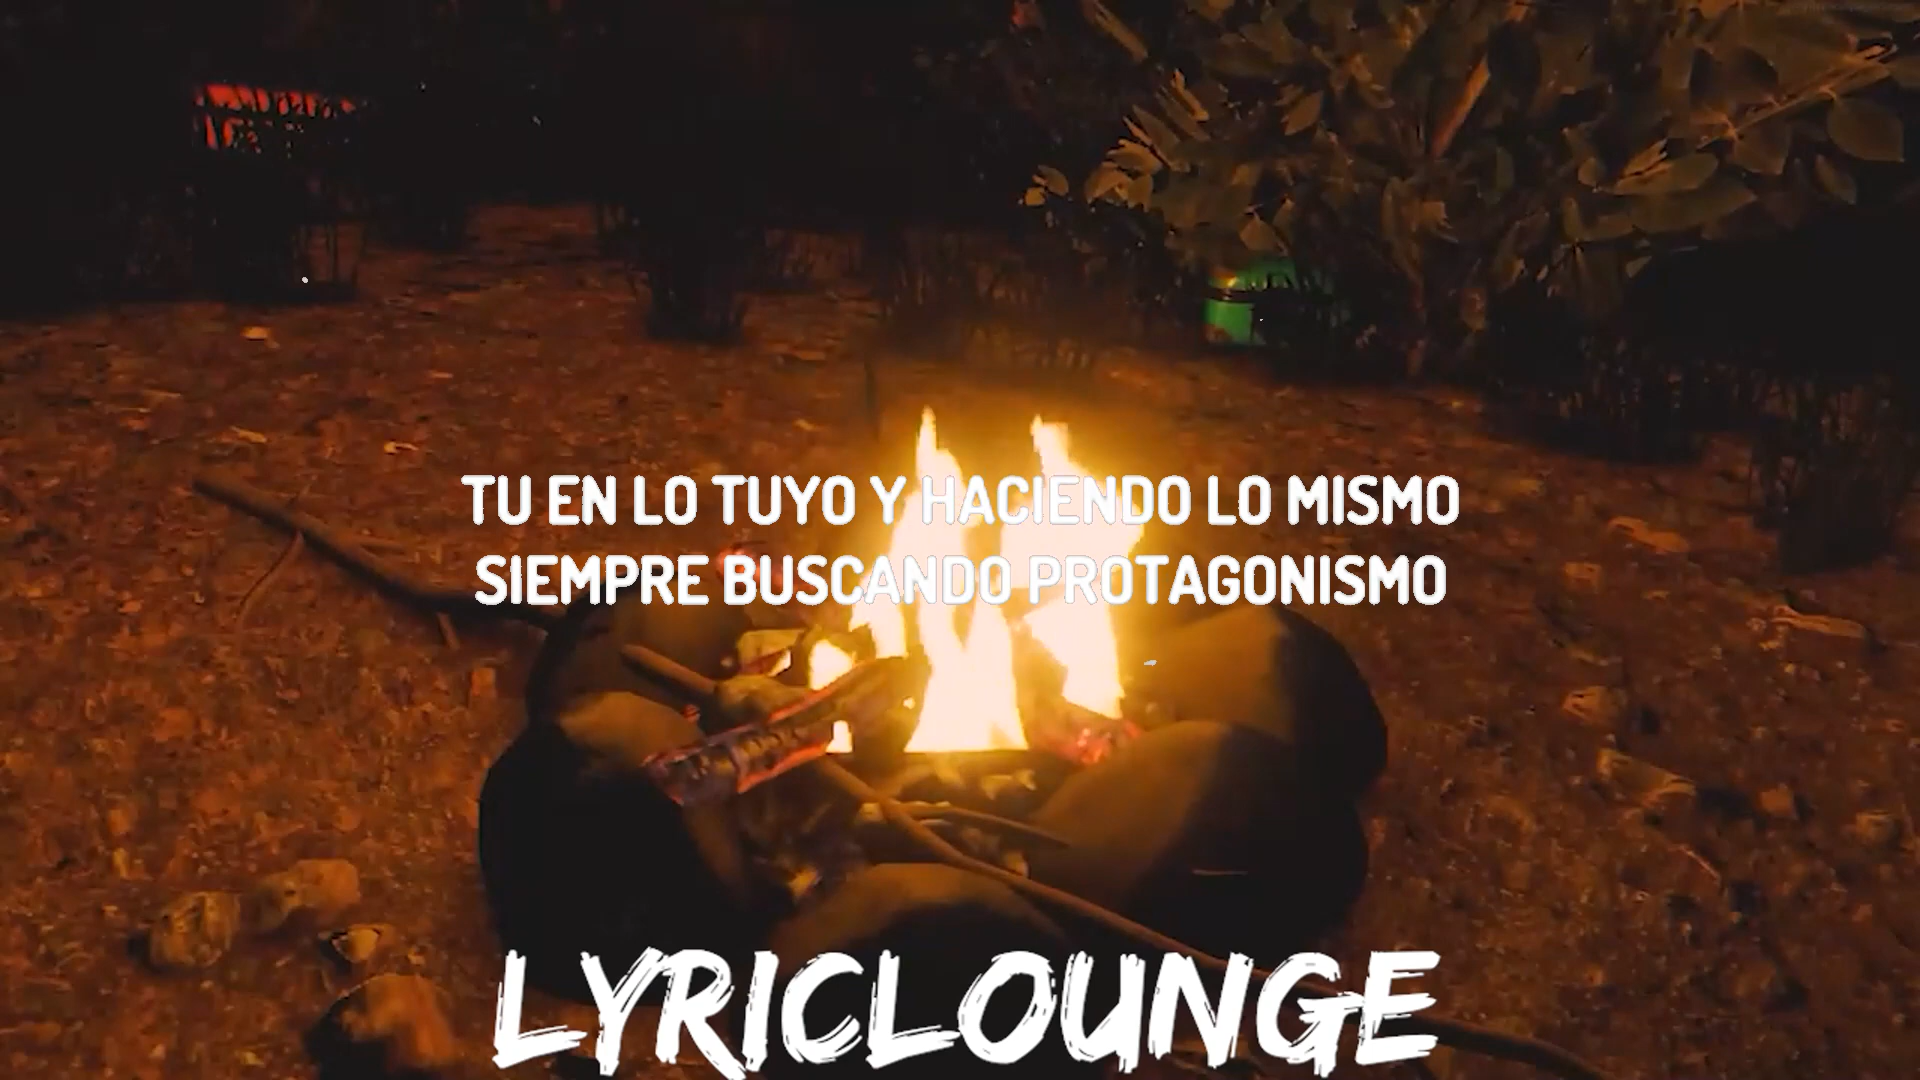 TU EN LO TUYO Y HACIENDO LO MISMO
SIEMPRE BUSCANDO PROTAGONISMO
LYRICLOUNGE